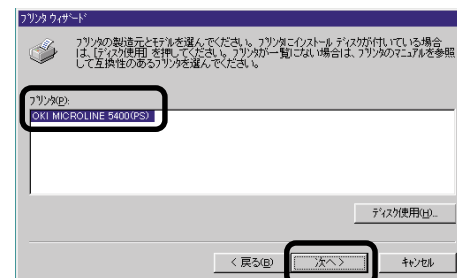 プリンタ ウィザード
プリンタの製造元とモデルを選んでください。プリンタにインストール ディスクが付いている場合
は、[ディスク使用] を押してください。プリンタが一覧にない場合は、プリンタのマニュアルを参照
して互換性のあるプリンタを選んでください。
プリンタ(P):
OKI MICROLINE 5400(PS)
ディスク使用(H)...
< 戻る(B)
次へ >
キャンセル